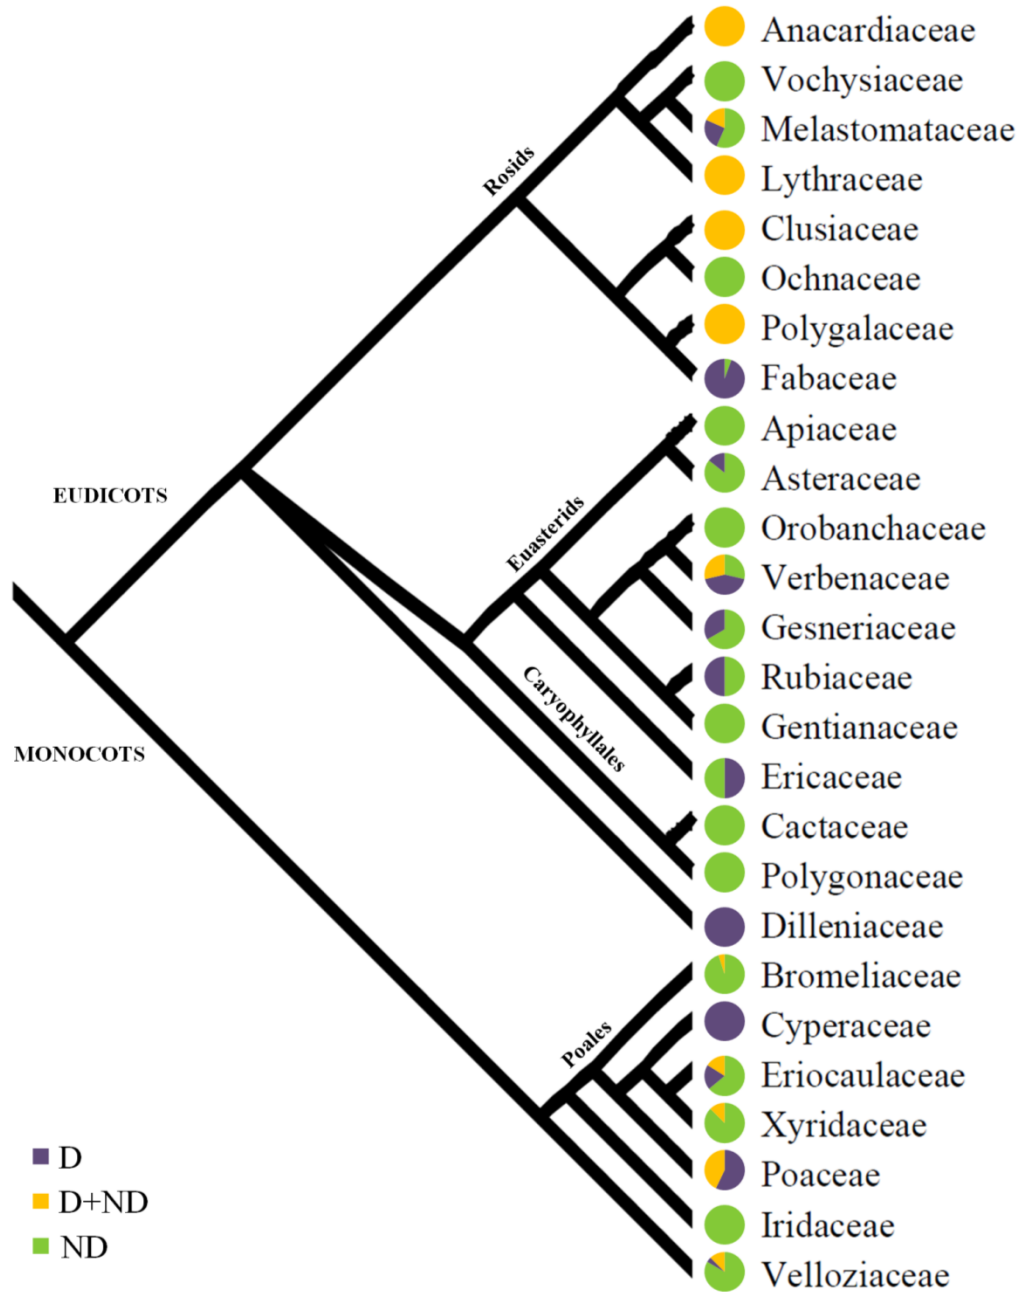 Anacardiaceae
Vochysiaceae
Melastomataceae
Lythraceae
Rosids
Clusiaceae
Ochnaceae
Polygalaceae
Fabaceae
Apiaceae
Asteraceae
EUDICOTS
Euasterids
Orobanchaceae
Verbenaceae
Gesneriaceae
Rubiaceae
Caryophyllales
Gentianaceae
MONOCOTS
Ericaceae
Cactaceae
Polygonaceae
Dilleniaceae
Bromeliaceae
Cyperaceae
Poales
Eriocaulaceae
Xyridaceae
Poaceae
Iridaceae
Velloziaceae
D
D+ND
ND